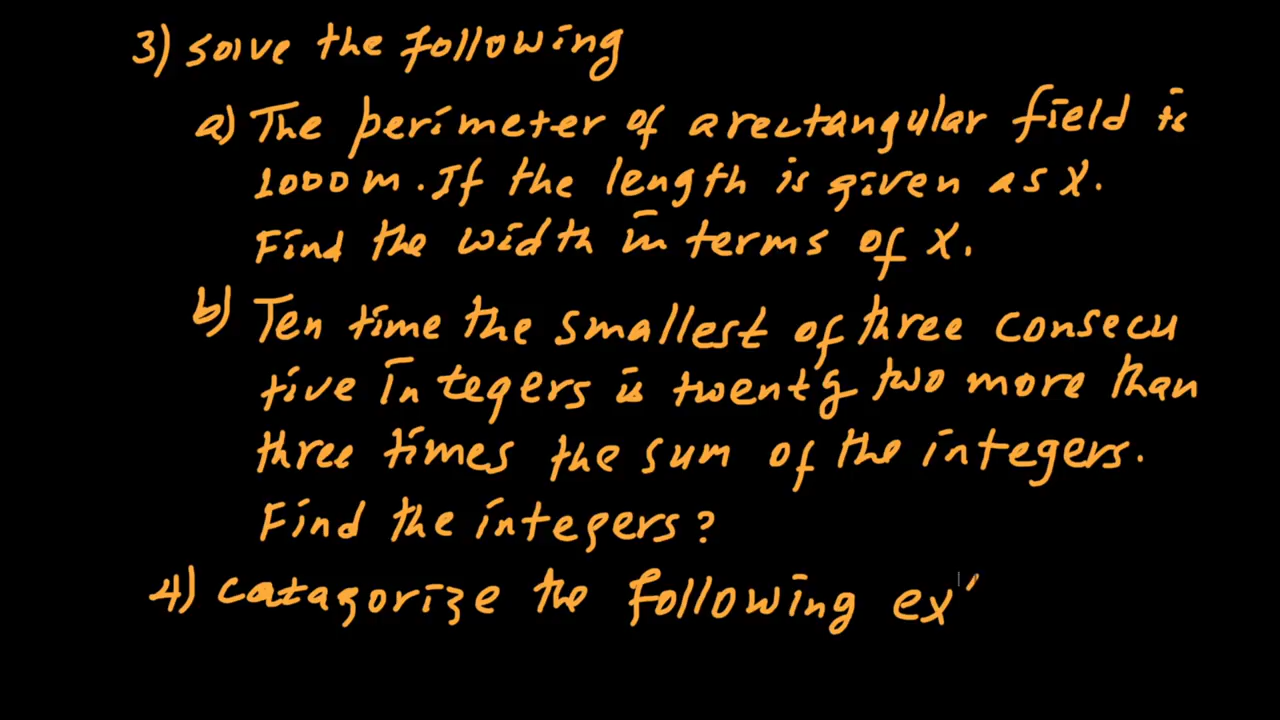 3) solve the following
a) The perimeter of a rectangular field is
1000m. If the length is given as x.
Find the width in terms of x.
b) Ten time the smallest of three consecu
tive integers is twenty two more than
three times the sum of the integers.
Find the integers?
4) catagorize the following ex